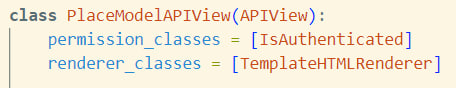 class PlaceModelAPIView(APIView):
    permission_classes = [IsAuthenticated]
    renderer_classes = [TemplateHTMLRenderer]